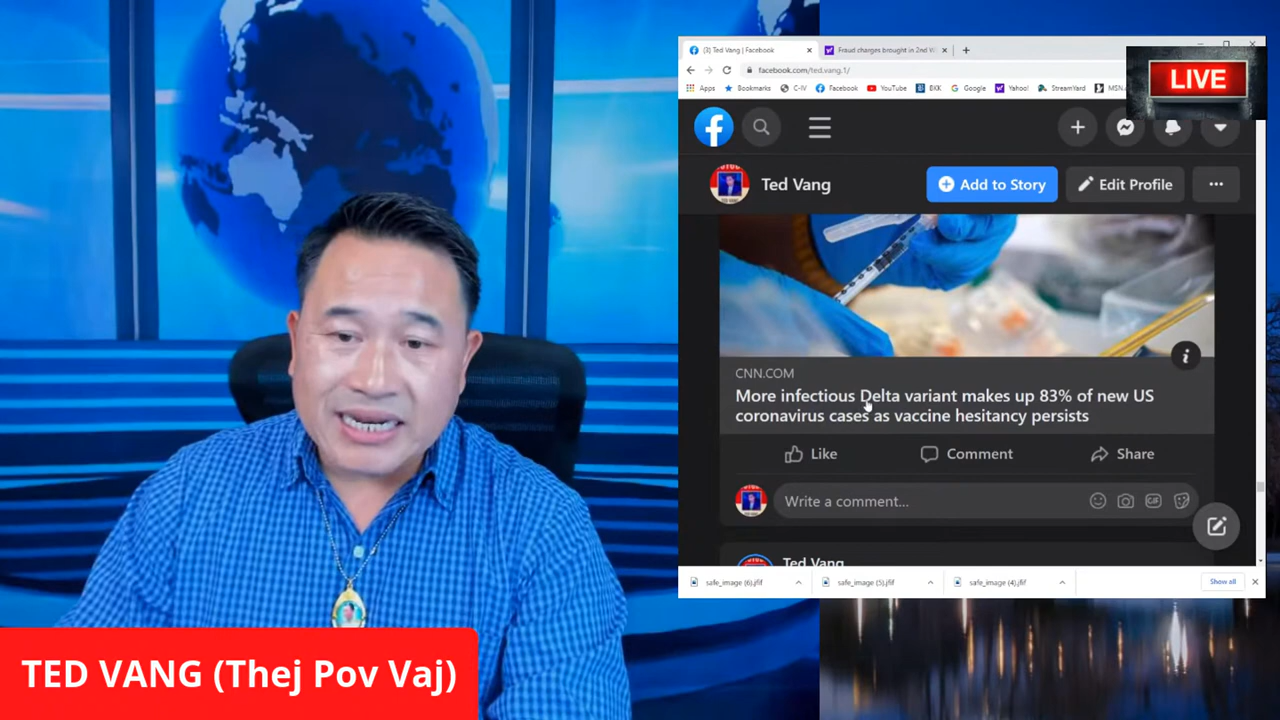 (3) Ted Vang | Facebook
Fraud charges brought in 2nd W
facebook.com/ted.vang.1/
Apps Bookmarks C-IV Facebook YouTube BKK Google Yahoo! StreamYard MSN
LIVE
Ted Vang
Add to Story
Edit Profile
CNN.COM
More infectious Delta variant makes up 83% of new US
coronavirus cases as vaccine hesitancy persists
Like Comment Share
Write a comment...
GIF
Ted Vang
safe_image (6).jfif
safe_image (5).jfif
safe_image (4).jfif
Show all
TED VANG (Thej Pov Vaj)